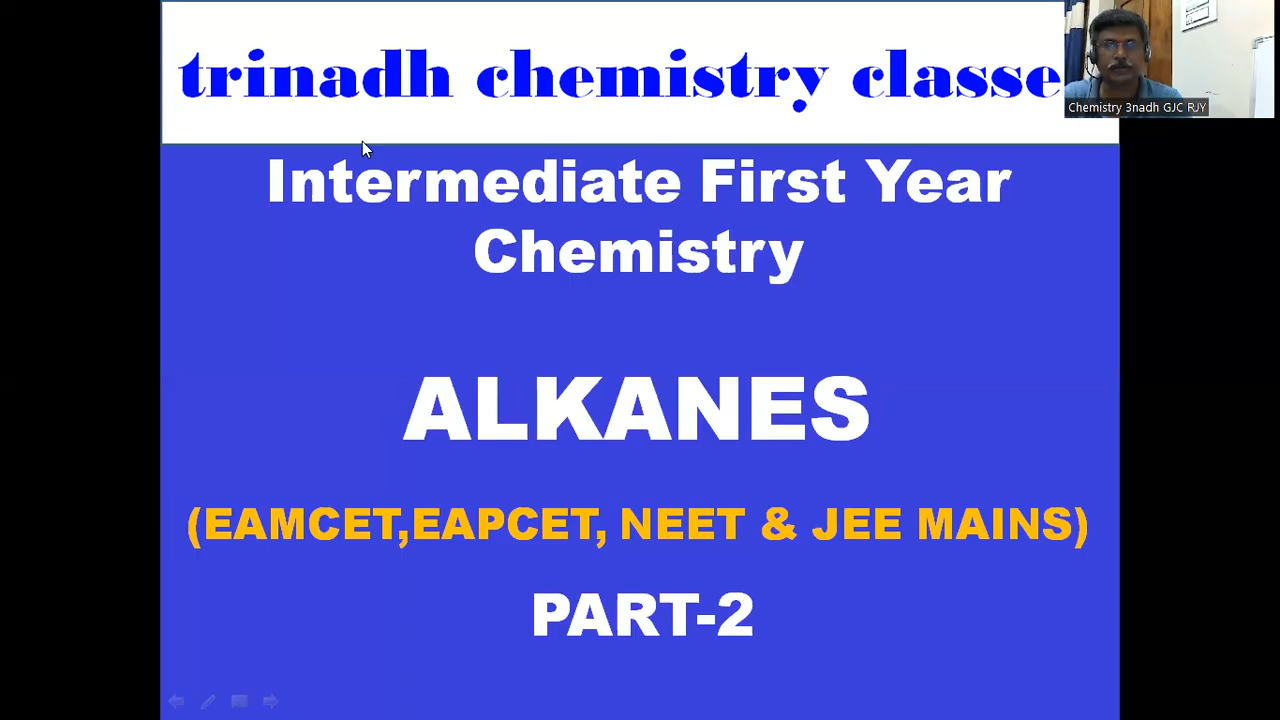 trinadh chemistry classe
Chemistry 3nadh GJC RJY
Intermediate First Year
Chemistry
ALKANES
(EAMCET,EAPCET, NEET & JEE MAINS)
PART-2